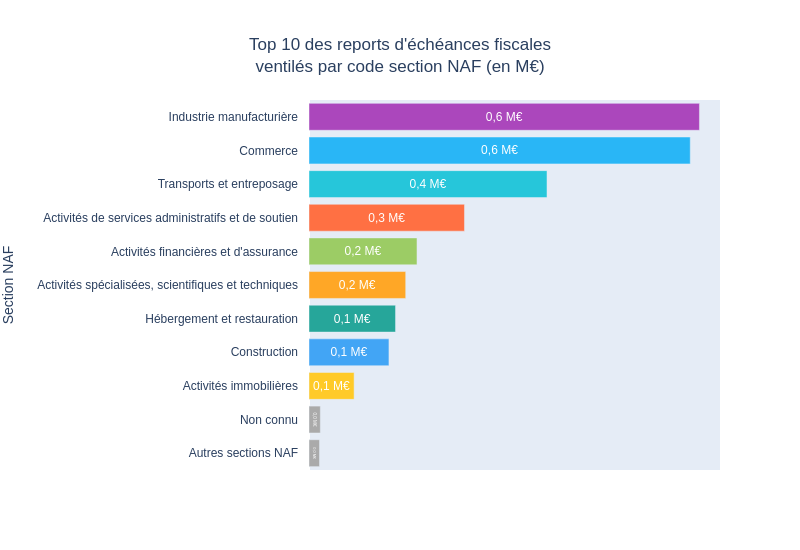 Top 10 des reports d'échéances fiscales
ventilés par code section NAF (en M€)
Section NAF
Industrie manufacturière 0,6 M€
Commerce 0,6 M€
Transports et entreposage 0,4 M€
Activités de services administratifs et de soutien 0,3 M€
Activités financières et d'assurance 0,2 M€
Activités spécialisées, scientifiques et techniques 0,2 M€
Hébergement et restauration 0,1 M€
Construction 0,1 M€
Activités immobilières 0,1 M€
Non connu
Autres sections NAF